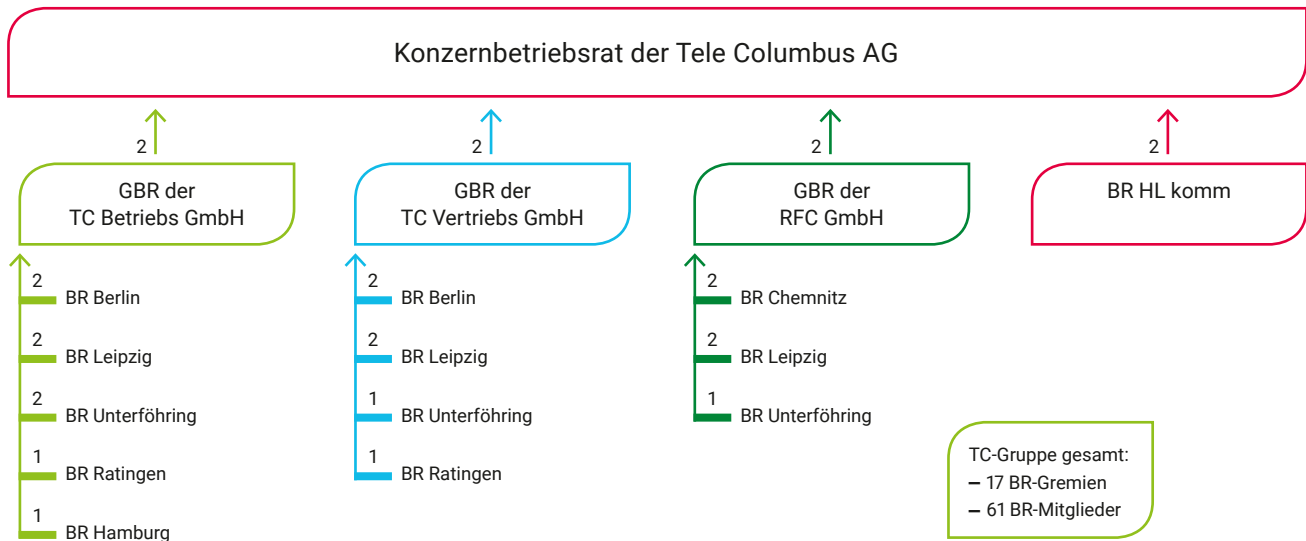 Konzernbetriebsrat der Tele Columbus AG
2
2
2
2
GBR der
TC Betriebs GmbH
GBR der
TC Vertriebs GmbH
GBR der
RFC GmbH
BR HL komm
2
BR Berlin
2
BR Leipzig
2
BR Unterföhring
1
BR Ratingen
1
BR Hamburg
2
BR Berlin
2
BR Leipzig
1
BR Unterföhring
1
BR Ratingen
2
BR Chemnitz
2
BR Leipzig
1
BR Unterföhring
TC-Gruppe gesamt:
– 17 BR-Gremien
– 61 BR-Mitglieder